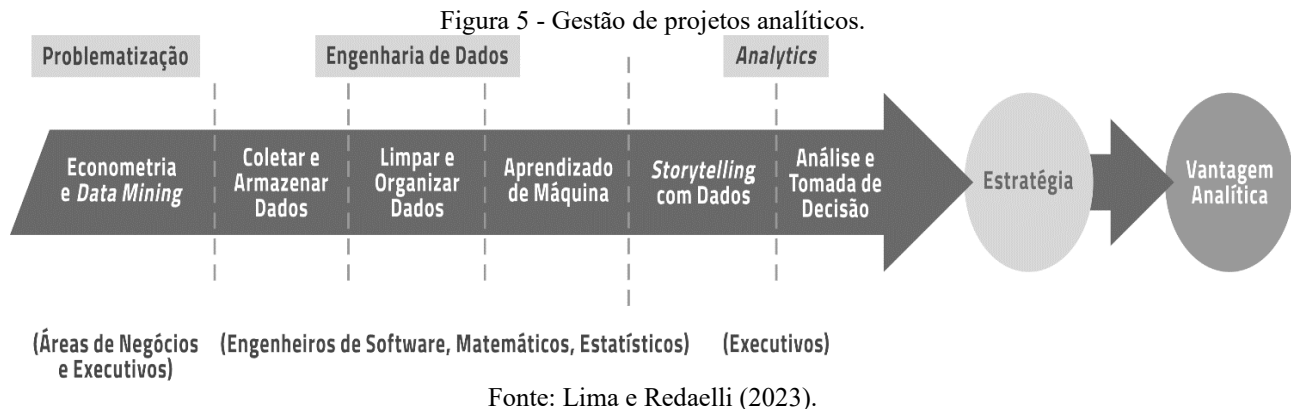 Figura 5 - Gestão de projetos analíticos.
Problematização
Engenharia de Dados
Analytics
Econometria
e Data Mining
Coletar e
Armazenar
Dados
Limpar e
Organizar
Dados
Aprendizado
de Máquina
Storytelling
com Dados
Análise e
Tomada de
Decisão
Estratégia
Vantagem
Analítica
(Áreas de Negócios
e Executivos)
(Engenheiros de Software, Matemáticos, Estatísticos)
(Executivos)
Fonte: Lima e Redaelli (2023).